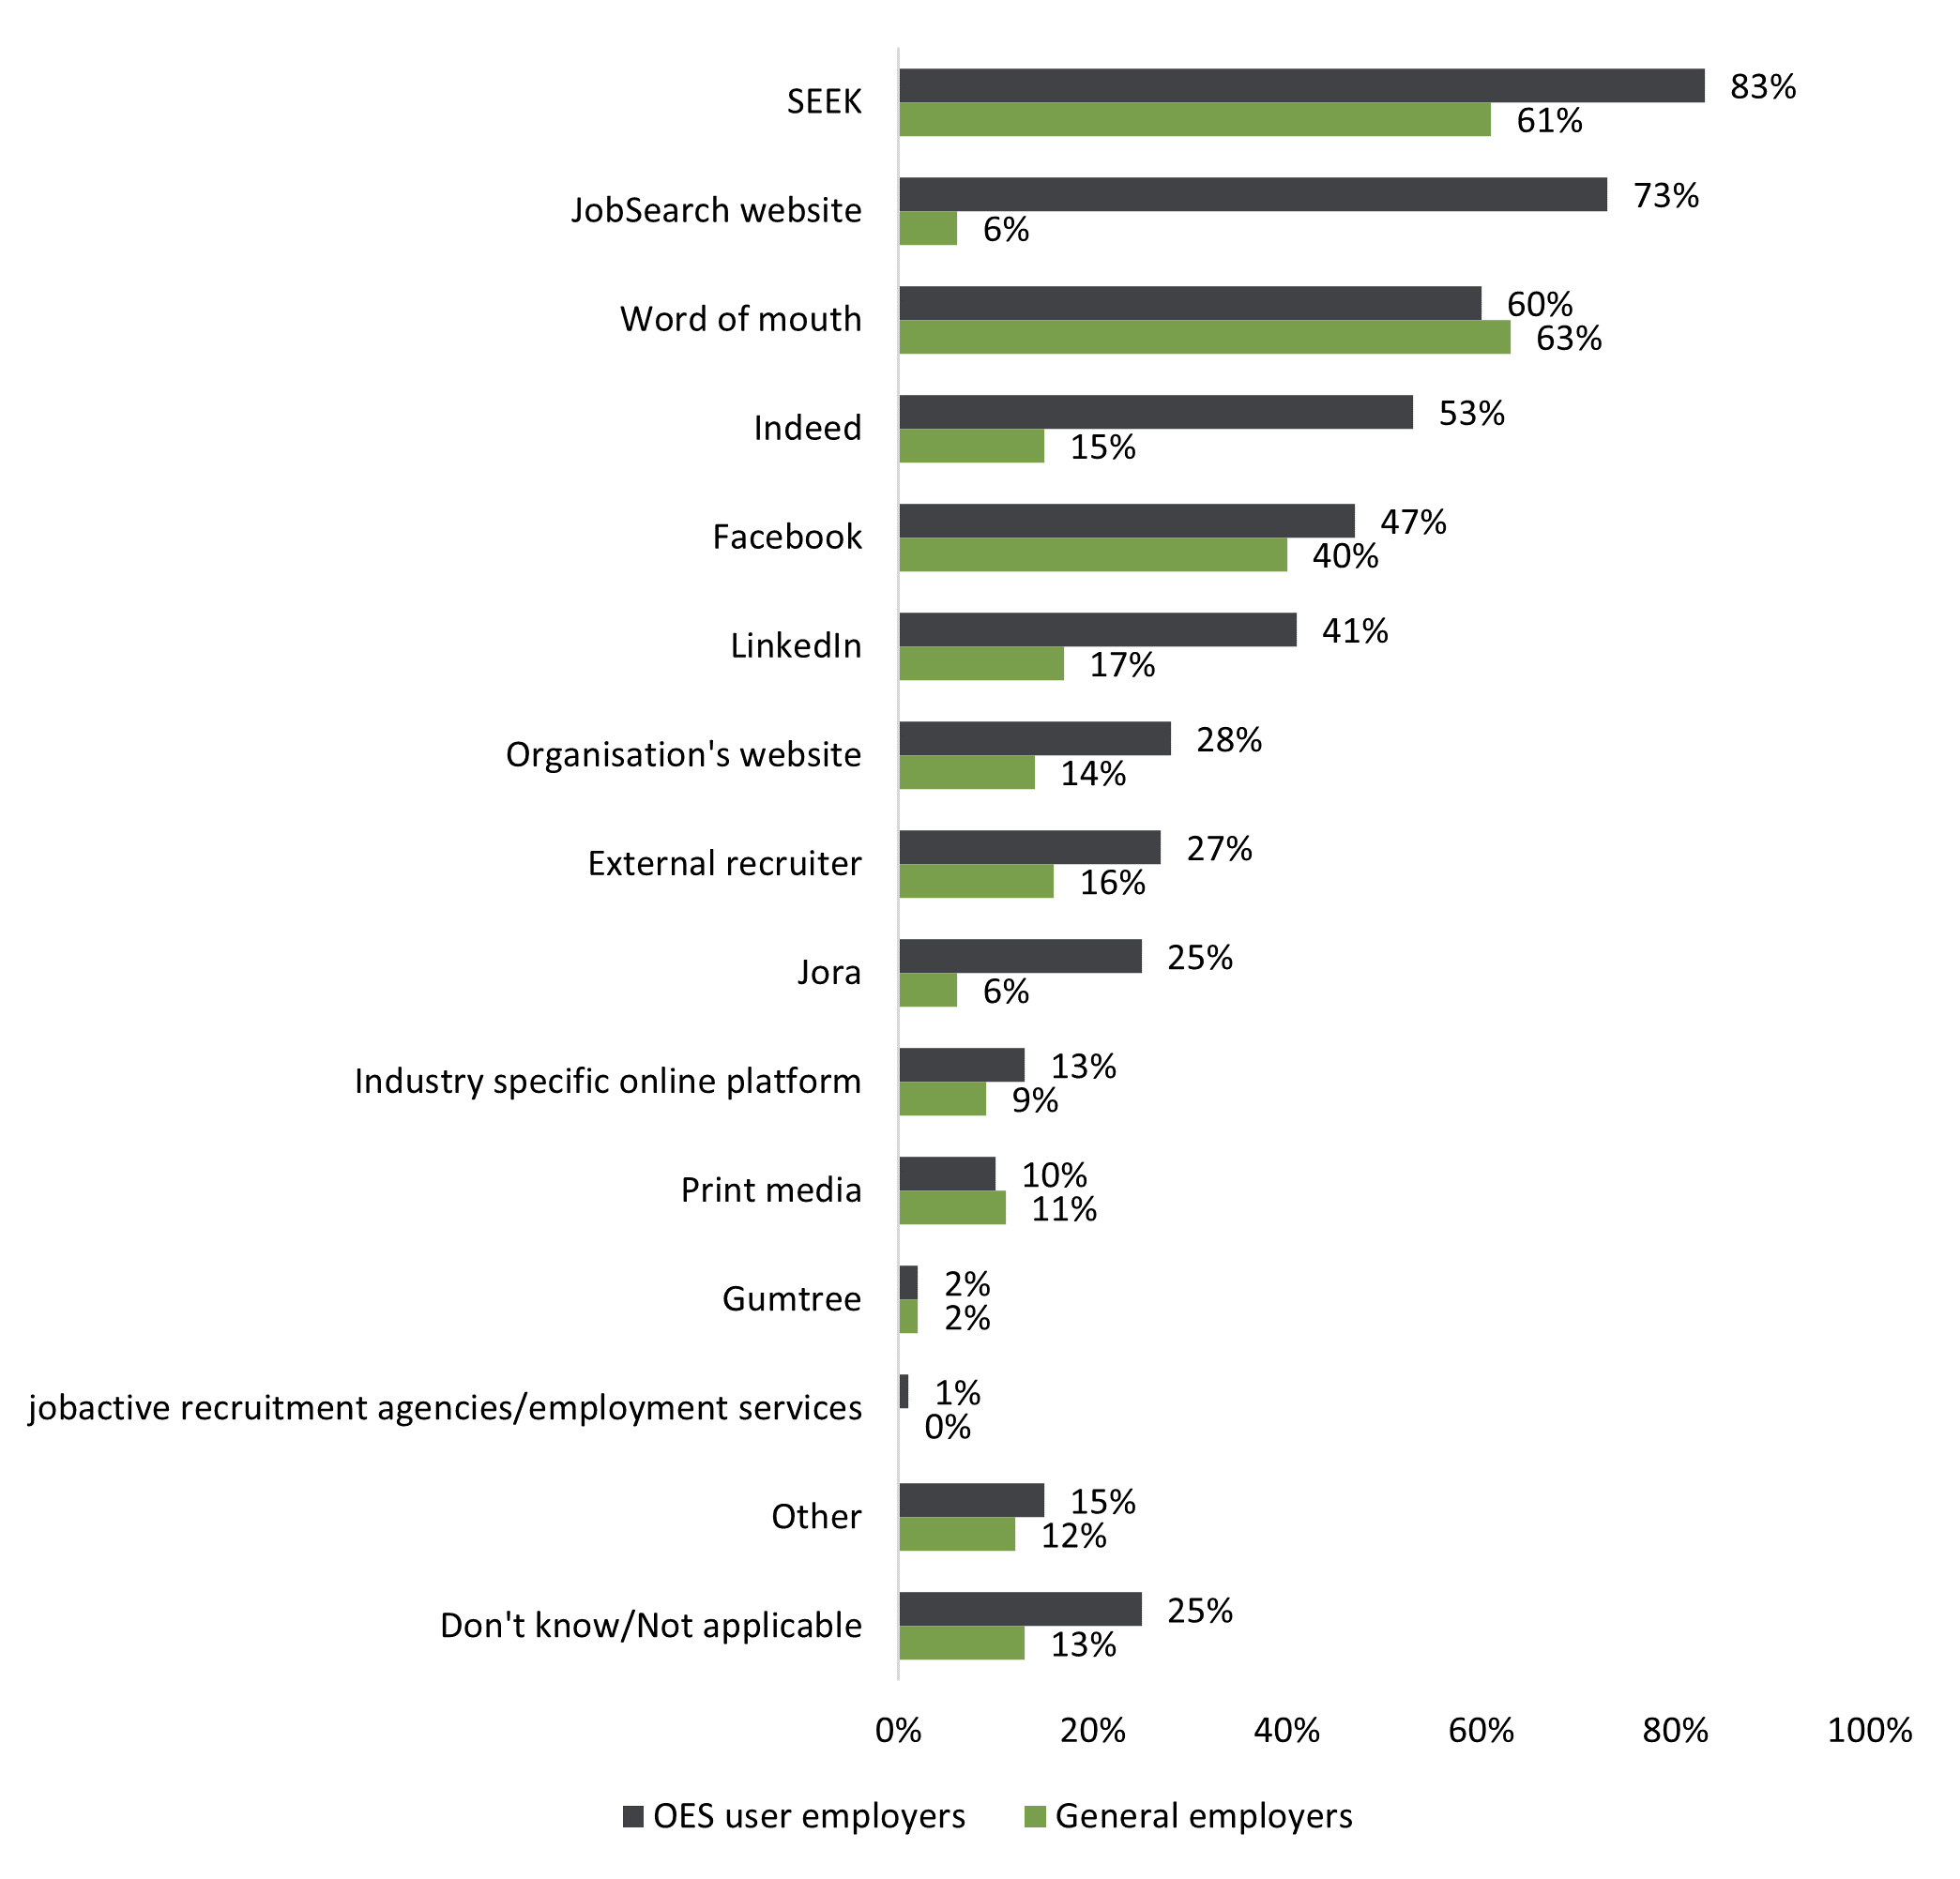 SEEK
83%
61%
JobSearch website
73%
6%
Word of mouth
60%
63%
Indeed
53%
15%
Facebook
47%
40%
LinkedIn
41%
17%
Organisation's website
28%
14%
External recruiter
27%
16%
Jora
25%
6%
Industry specific online platform
13%
9%
Print media
10%
11%
Gumtree
2%
2%
jobactive recruitment agencies/employment services
1%
0%
Other
15%
12%
Don't know/Not applicable
25%
13%
0% 20% 40% 60% 80% 100%
OES user employers General employers